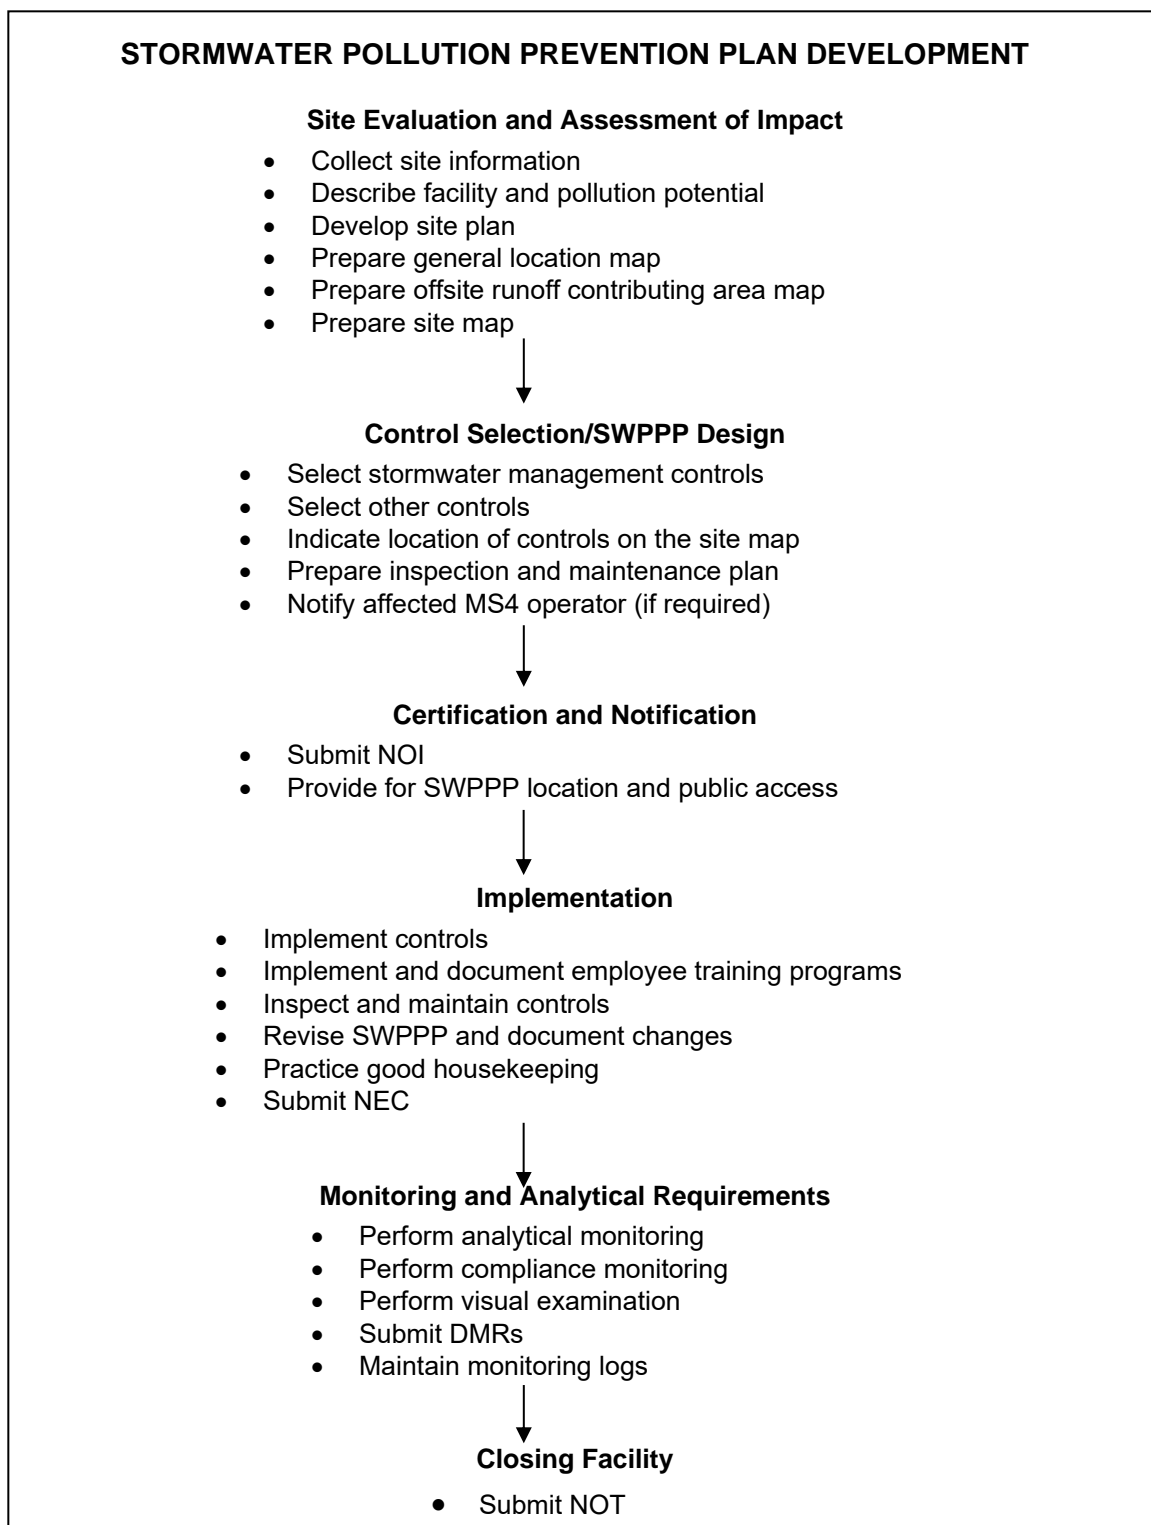 STORMWATER POLLUTION PREVENTION PLAN DEVELOPMENT
Site Evaluation and Assessment of Impact
• Collect site information
• Describe facility and pollution potential
• Develop site plan
• Prepare general location map
• Prepare offsite runoff contributing area map
• Prepare site map
Control Selection/SWPPP Design
• Select stormwater management controls
• Select other controls
• Indicate location of controls on the site map
• Prepare inspection and maintenance plan
• Notify affected MS4 operator (if required)
Certification and Notification
• Submit NOI
• Provide for SWPPP location and public access
Implementation
• Implement controls
• Implement and document employee training programs
• Inspect and maintain controls
• Revise SWPPP and document changes
• Practice good housekeeping
• Submit NEC
Monitoring and Analytical Requirements
• Perform analytical monitoring
• Perform compliance monitoring
• Perform visual examination
• Submit DMRs
• Maintain monitoring logs
Closing Facility
• Submit NOT